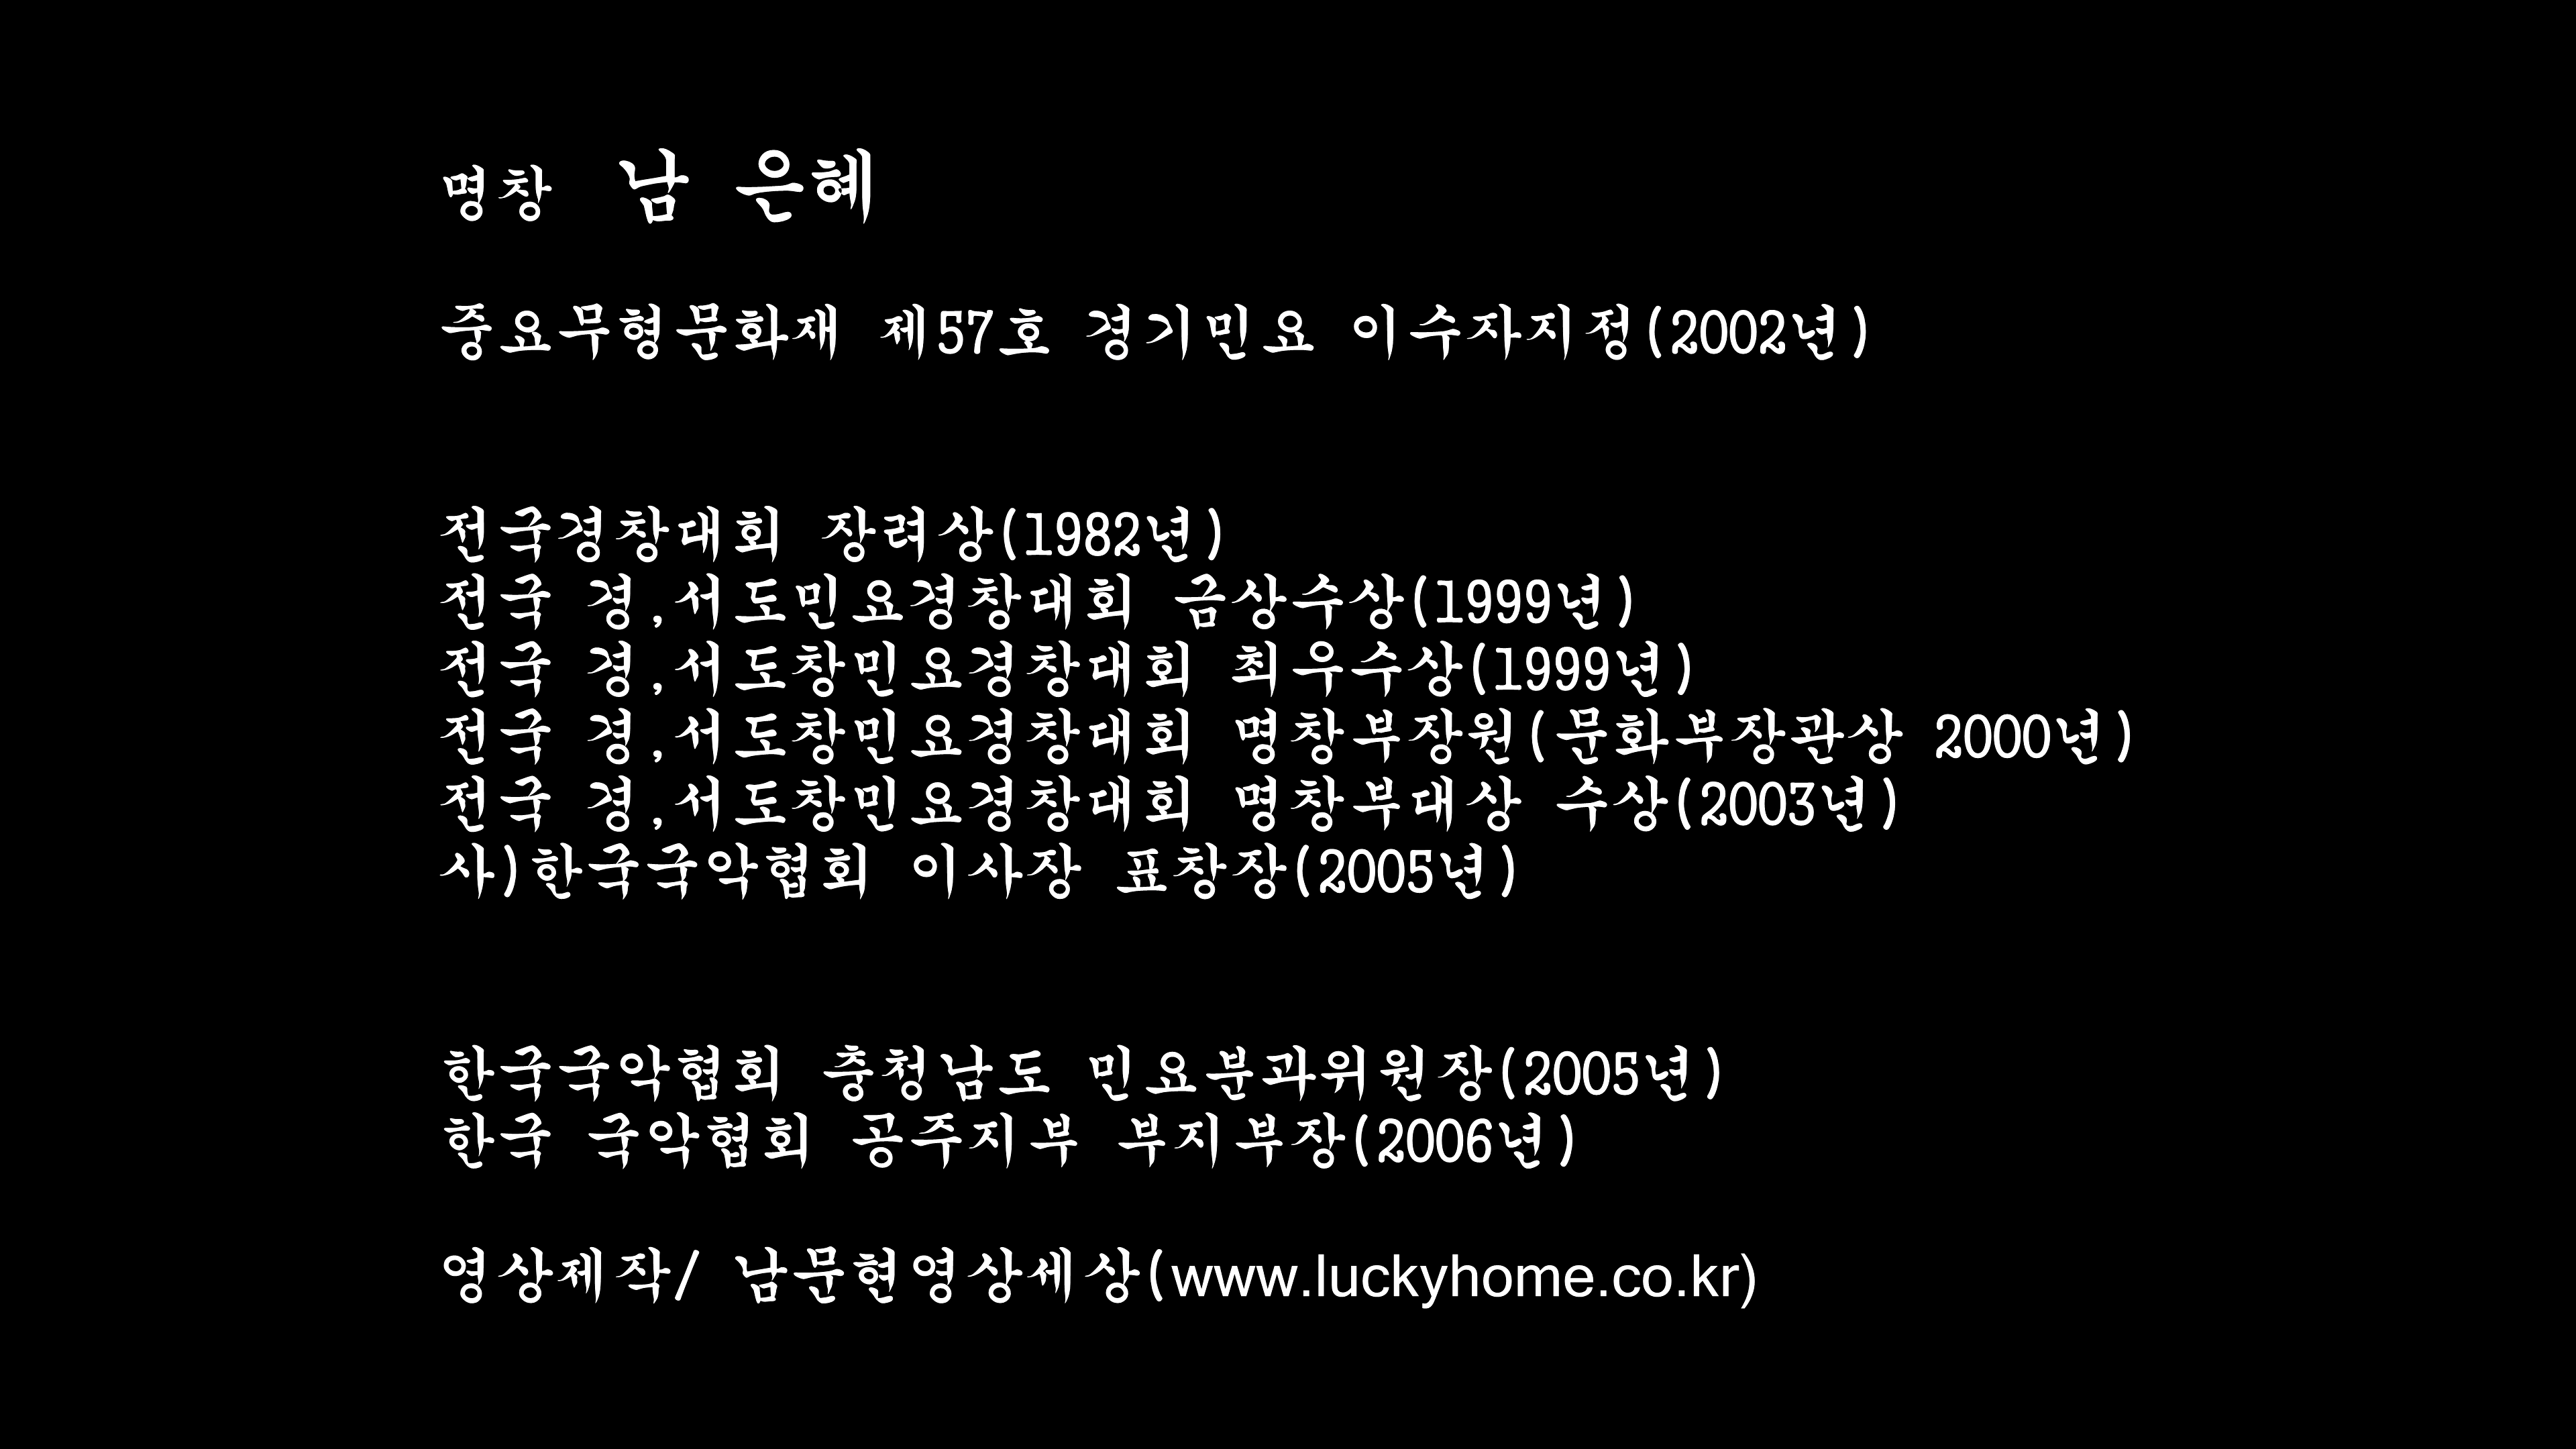 명창 남 은혜
중요무형문화재 제57호 경기민요 이수자지정(2002년)
전국경창대회 장려상(1982년)
전국 경,서도민요경창대회 금상수상(1999년)
전국 경,서도창민요경창대회 최우수상(1999년)
전국 경,서도창민요경창대회 명창부장원(문화부장관상 2000년)
전국 경,서도창민요경창대회 명창부대상 수상(2003년)
사)한국국악협회 이사장 표창장(2005년)
한국국악협회 충청남도 민요분과위원장(2005년)
한국 국악협회 공주지부 부지부장(2006년)
영상제작/ 남문현영상세상(www.luckyhome.co.kr)